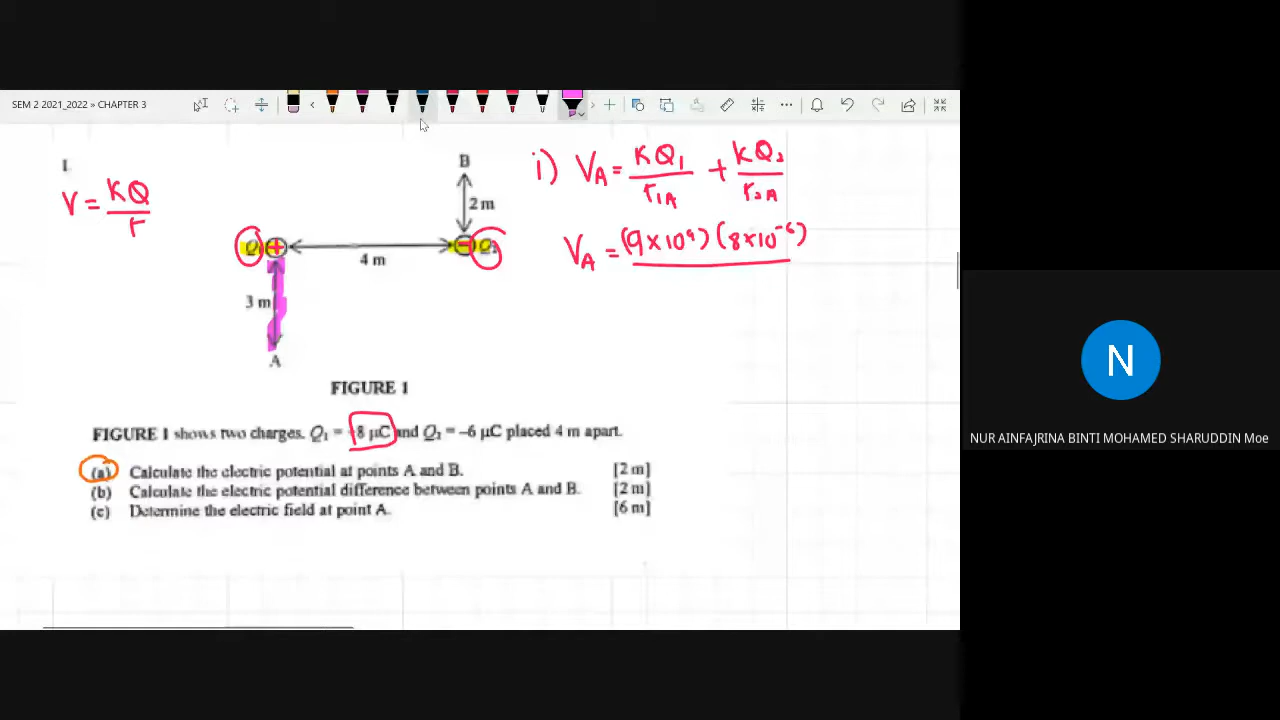 SEM 2 2021_2022 » CHAPTER 3
1.
V = kQ / r
B
2 m
Q1 +
− Q2
4 m
3 m
A
i) VA = kQ1 / r1A + kQ2 / r2A
VA = (9×10⁹)(8×10⁻⁶)
FIGURE 1
FIGURE 1 shows two charges. Q₁ = +8 μC and Q₂ = –6 μC placed 4 m apart.
(a) Calculate the electric potential at points A and B. [2 m]
(b) Calculate the electric potential difference between points A and B. [2 m]
(c) Determine the electric field at point A. [6 m]
N
NUR AINFAJRINA BINTI MOHAMED SHARUDDIN Moe